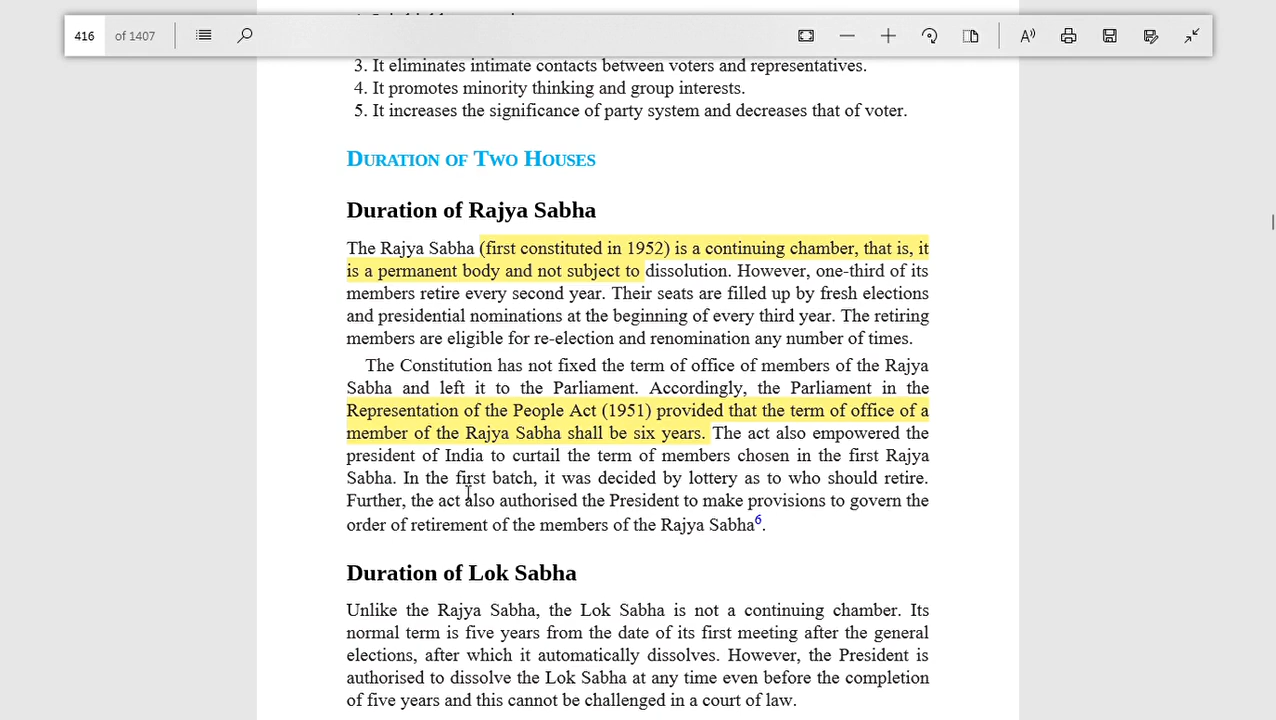 416 of 1407
3. It eliminates intimate contacts between voters and representatives.
4. It promotes minority thinking and group interests.
5. It increases the significance of party system and decreases that of voter.
DURATION OF TWO HOUSES
Duration of Rajya Sabha
The Rajya Sabha (first constituted in 1952) is a continuing chamber, that is, it
is a permanent body and not subject to dissolution. However, one-third of its
members retire every second year. Their seats are filled up by fresh elections
and presidential nominations at the beginning of every third year. The retiring
members are eligible for re-election and renomination any number of times.
The Constitution has not fixed the term of office of members of the Rajya
Sabha and left it to the Parliament. Accordingly, the Parliament in the
Representation of the People Act (1951) provided that the term of office of a
member of the Rajya Sabha shall be six years. The act also empowered the
president of India to curtail the term of members chosen in the first Rajya
Sabha. In the first batch, it was decided by lottery as to who should retire.
Further, the act also authorised the President to make provisions to govern the
order of retirement of the members of the Rajya Sabha6.
Duration of Lok Sabha
Unlike the Rajya Sabha, the Lok Sabha is not a continuing chamber. Its
normal term is five years from the date of its first meeting after the general
elections, after which it automatically dissolves. However, the President is
authorised to dissolve the Lok Sabha at any time even before the completion
of five years and this cannot be challenged in a court of law.